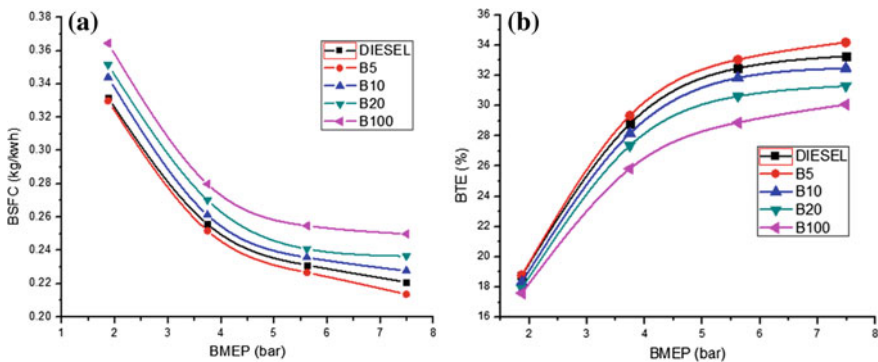 (a)
BSFC (kg/kwh)
0.38
0.36
0.34
0.32
0.30
0.28
0.26
0.24
0.22
0.20
1 2 3 4 5 6 7 8
BMEP (bar)
DIESEL
B5
B10
B20
B100
(b)
BTE (%)
36
34
32
30
28
26
24
22
20
18
16
2 3 4 5 6 7 8
BMEP (bar)
DIESEL
B5
B10
B20
B100